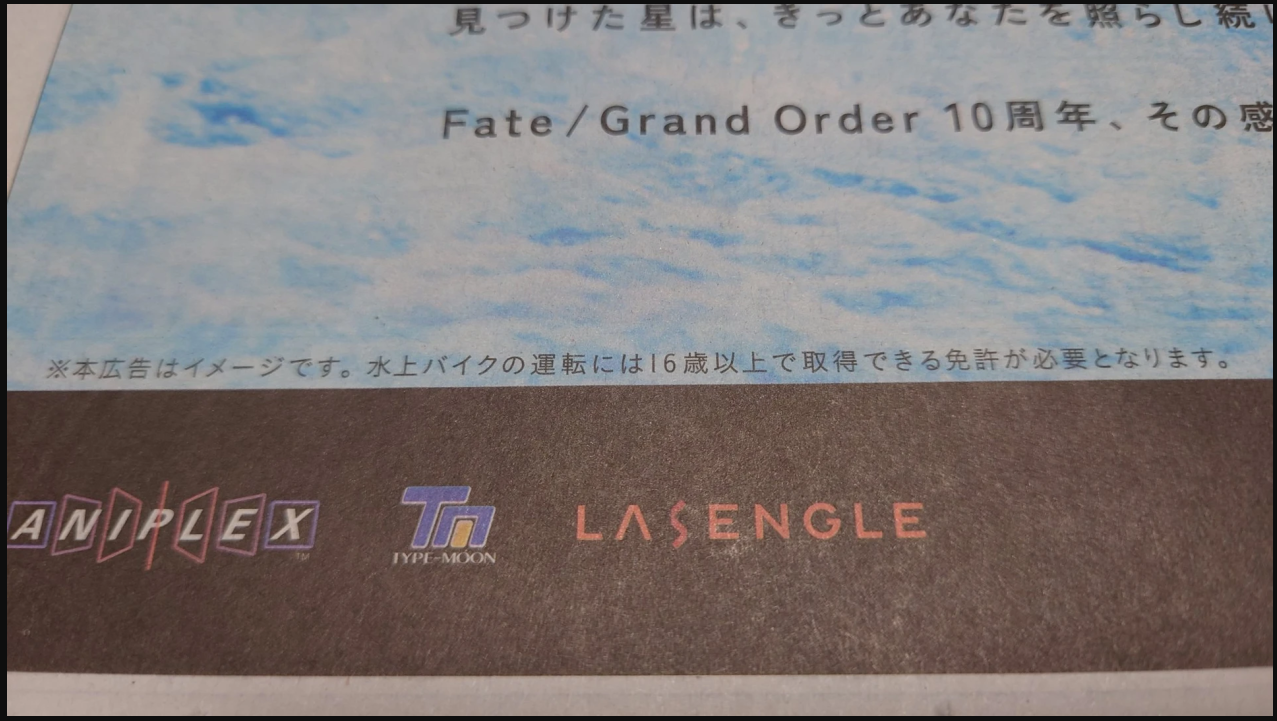 見つけた星は、きっとあなたを照らし続
Fate/Grand Order 10周年、その感
※本広告はイメージです。水上バイクの運転には16歳以上で取得できる免許が必要となります。
ANIPLEX TM
TYPE-MOON
LASENGLE